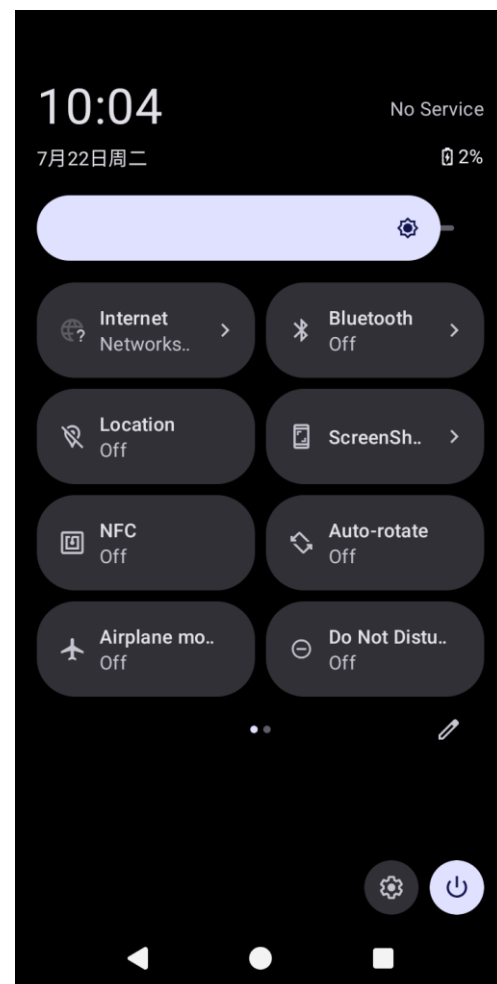 10:04
No Service
7月22日周二
2%
Internet
Networks..
Bluetooth
Off
Location
Off
ScreenSh..
NFC
Off
Auto-rotate
Off
Airplane mo..
Off
Do Not Distu..
Off